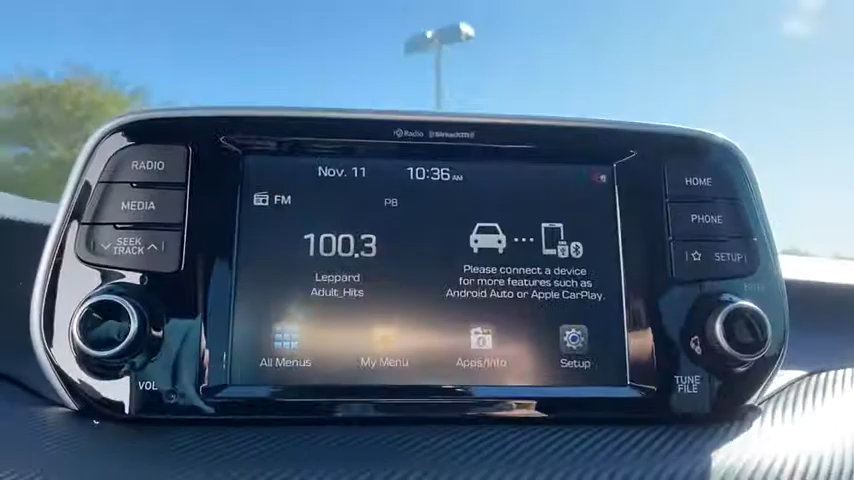 HD Radio SiriusXM
RADIO
MEDIA
SEEK
TRACK
VOL
Nov. 11
10:36 AM
FM
PB
100.3
Leppard
Adult_Hits
Please connect a device
for more features such as
Android Auto or Apple CarPlay.
All Menus
My Menu
Apps/Info
Setup
HOME
PHONE
SETUP
TUNE
FILE